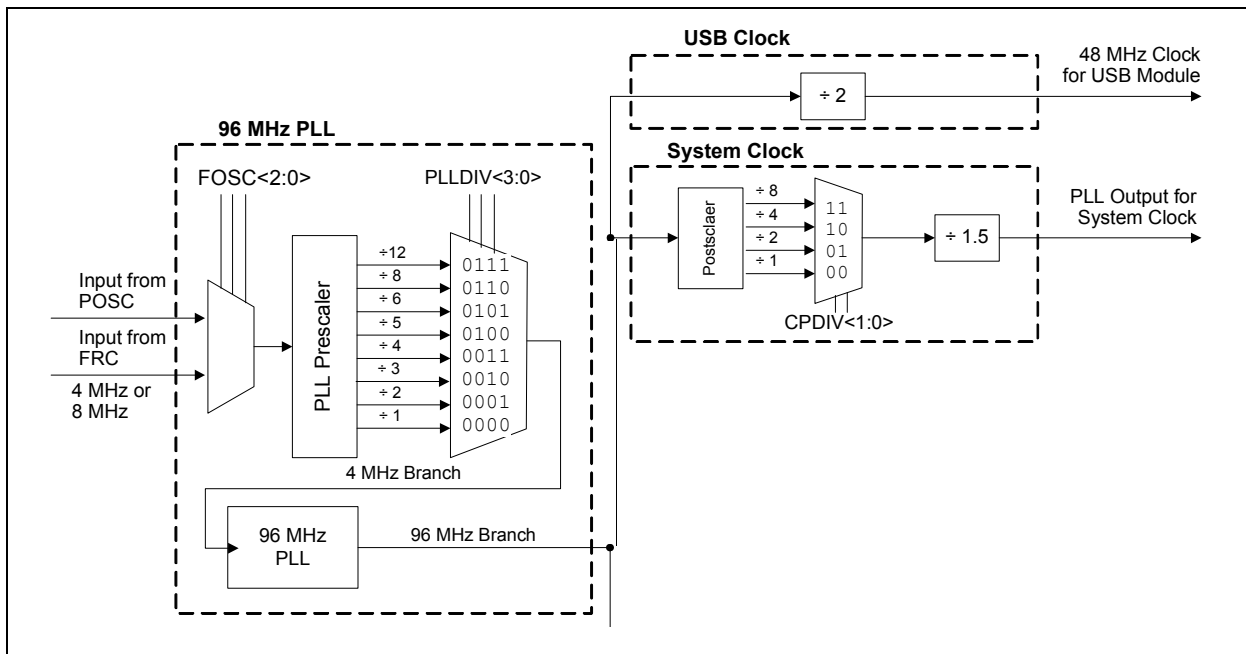 USB Clock
÷ 2
48 MHz Clock
for USB Module
96 MHz PLL
FOSC<2:0>
PLLDIV<3:0>
Input from
POSC
Input from
FRC
4 MHz or
8 MHz
PLL Prescaler
÷12
÷ 8
÷ 6
÷ 5
÷ 4
÷ 3
÷ 2
÷ 1
0111
0110
0101
0100
0011
0010
0001
0000
4 MHz Branch
96 MHz
PLL
96 MHz Branch
System Clock
Postsclaer
÷ 8
÷ 4
÷ 2
÷ 1
11
10
01
00
CPDIV<1:0>
÷ 1.5
PLL Output for
System Clock